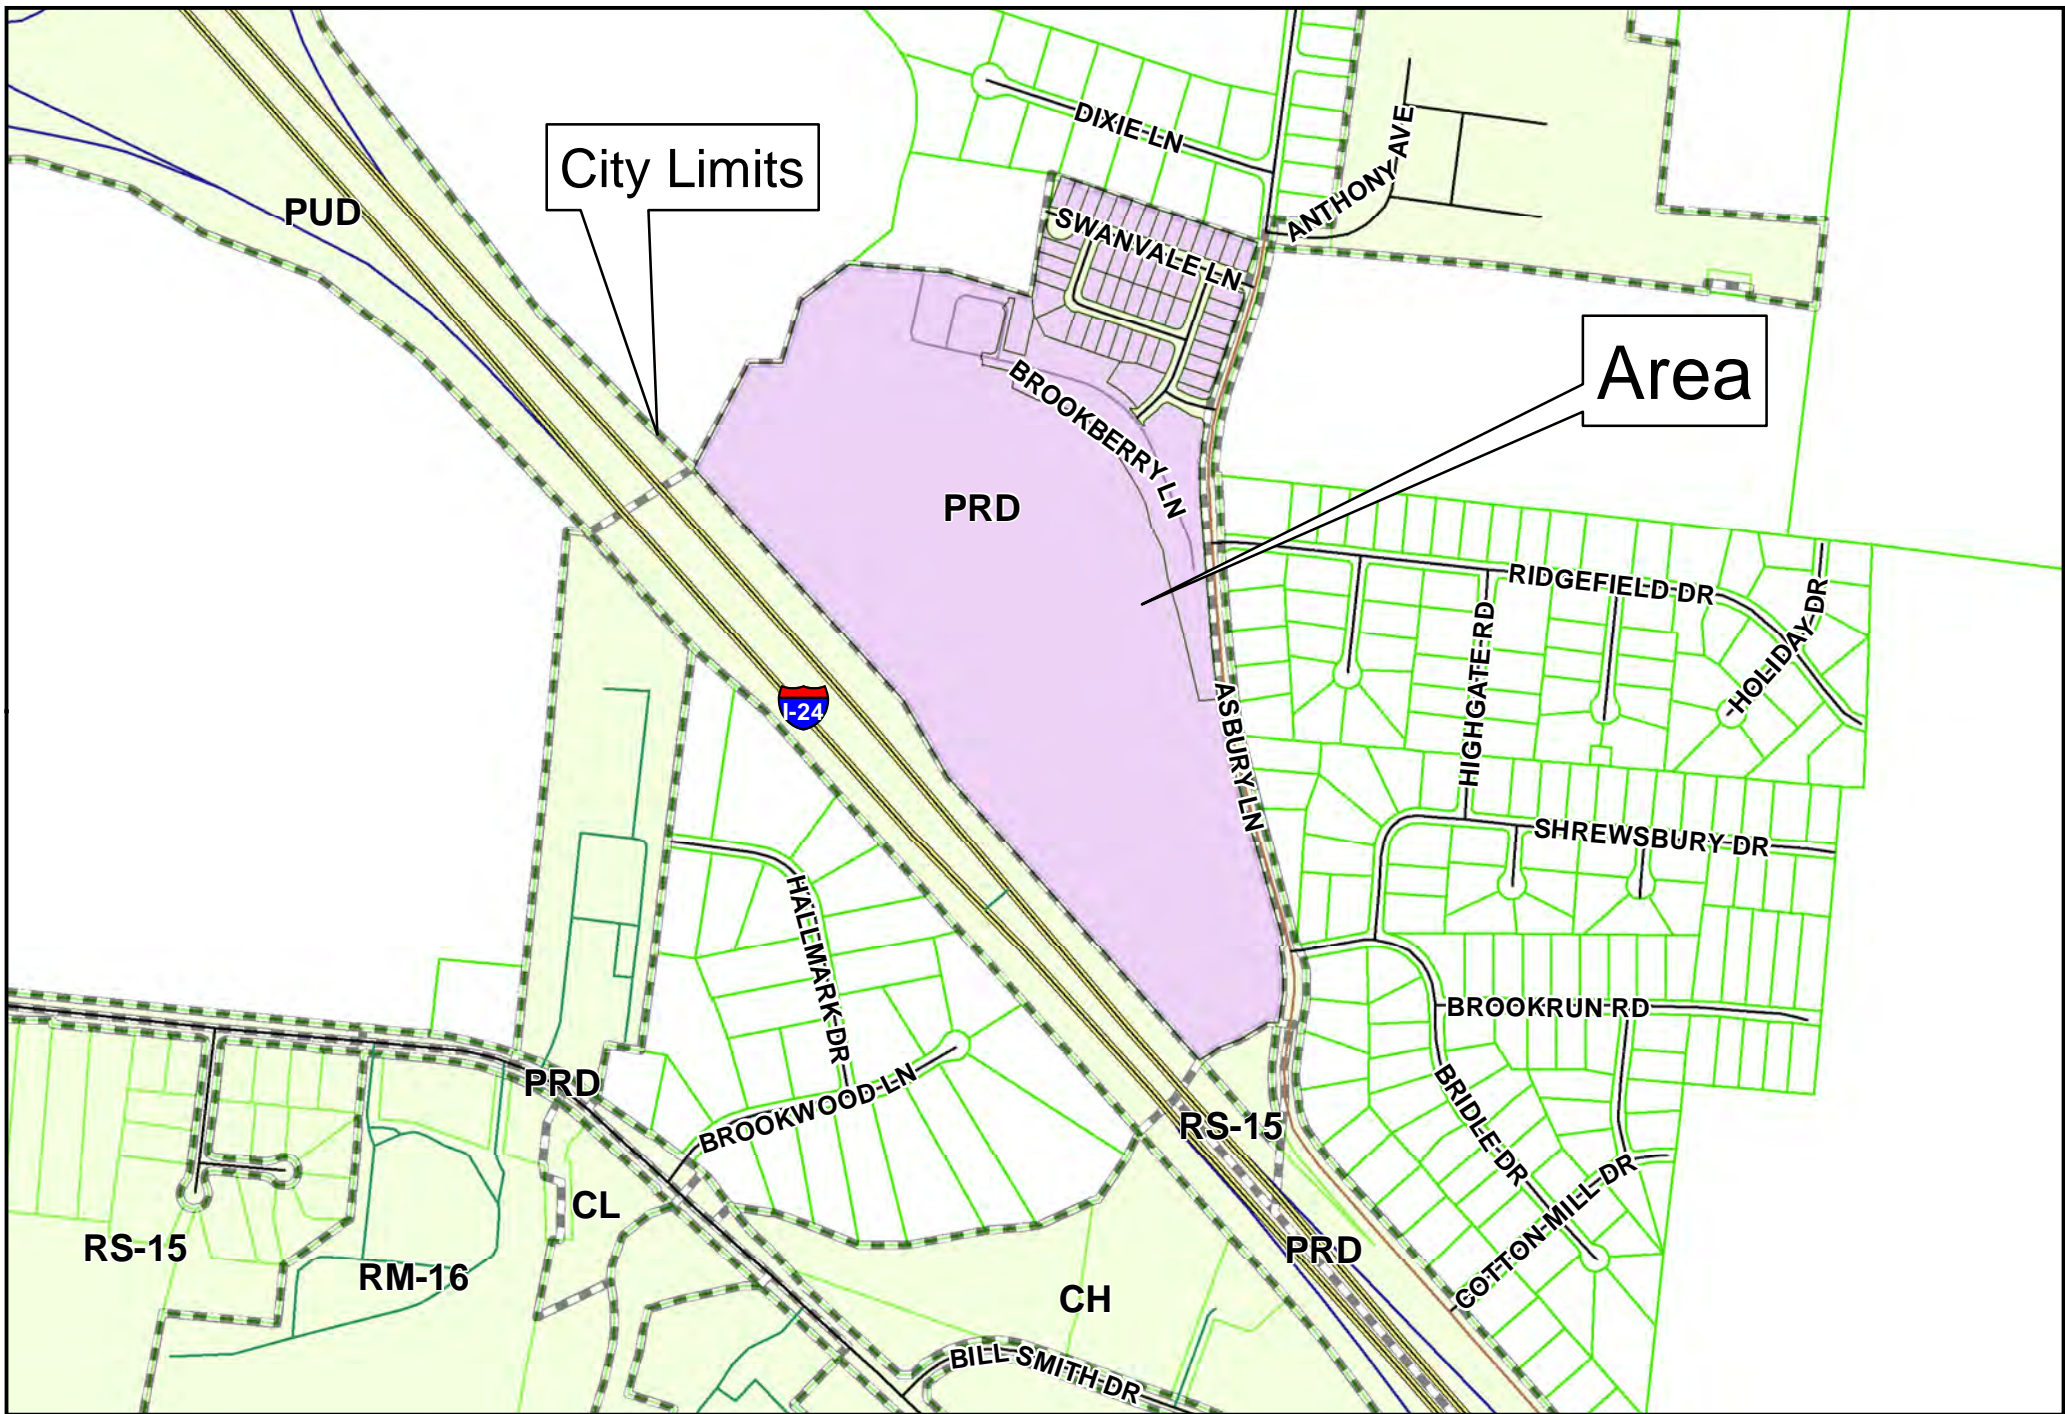 DIXIE LN
ANTHONY AVE
City Limits
PUD
SWANVALE LN
Area
BROOKBERRY LN
PRD
RIDGEFIELD DR
HOLIDAY DR
HIGHGATE RD
I-24
ASBURY LN
SHREWSBURY DR
HALLMARK DR
BROOKRUN RD
PRD
BROOKWOOD LN
RS-15
BRIDLE DR
COTTON MILL DR
CL
RS-15
RM-16
PRD
CH
BILL SMITH DR